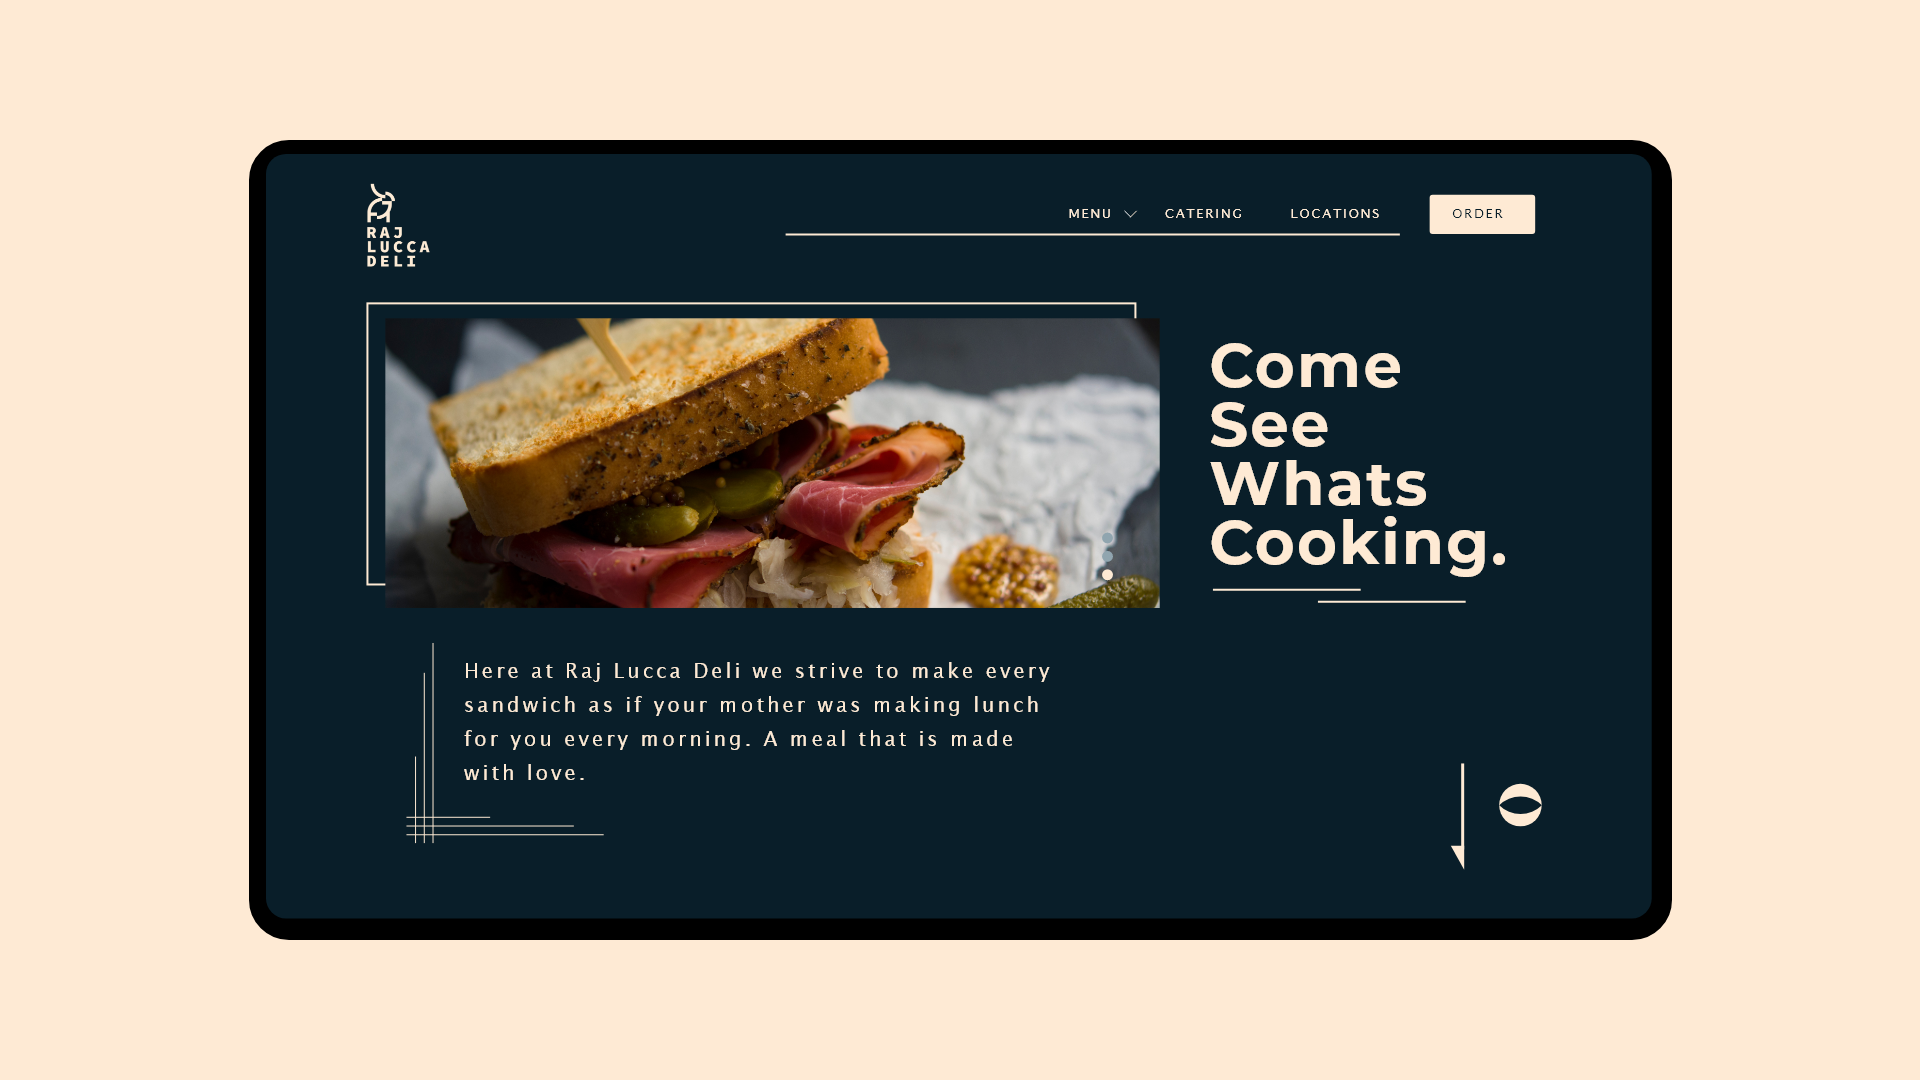 RAJ
LUCCA
DELI
MENU
CATERING
LOCATIONS
ORDER
Come
See
Whats
Cooking.
Here at Raj Lucca Deli we strive to make every
sandwich as if your mother was making lunch
for you every morning. A meal that is made
with love.